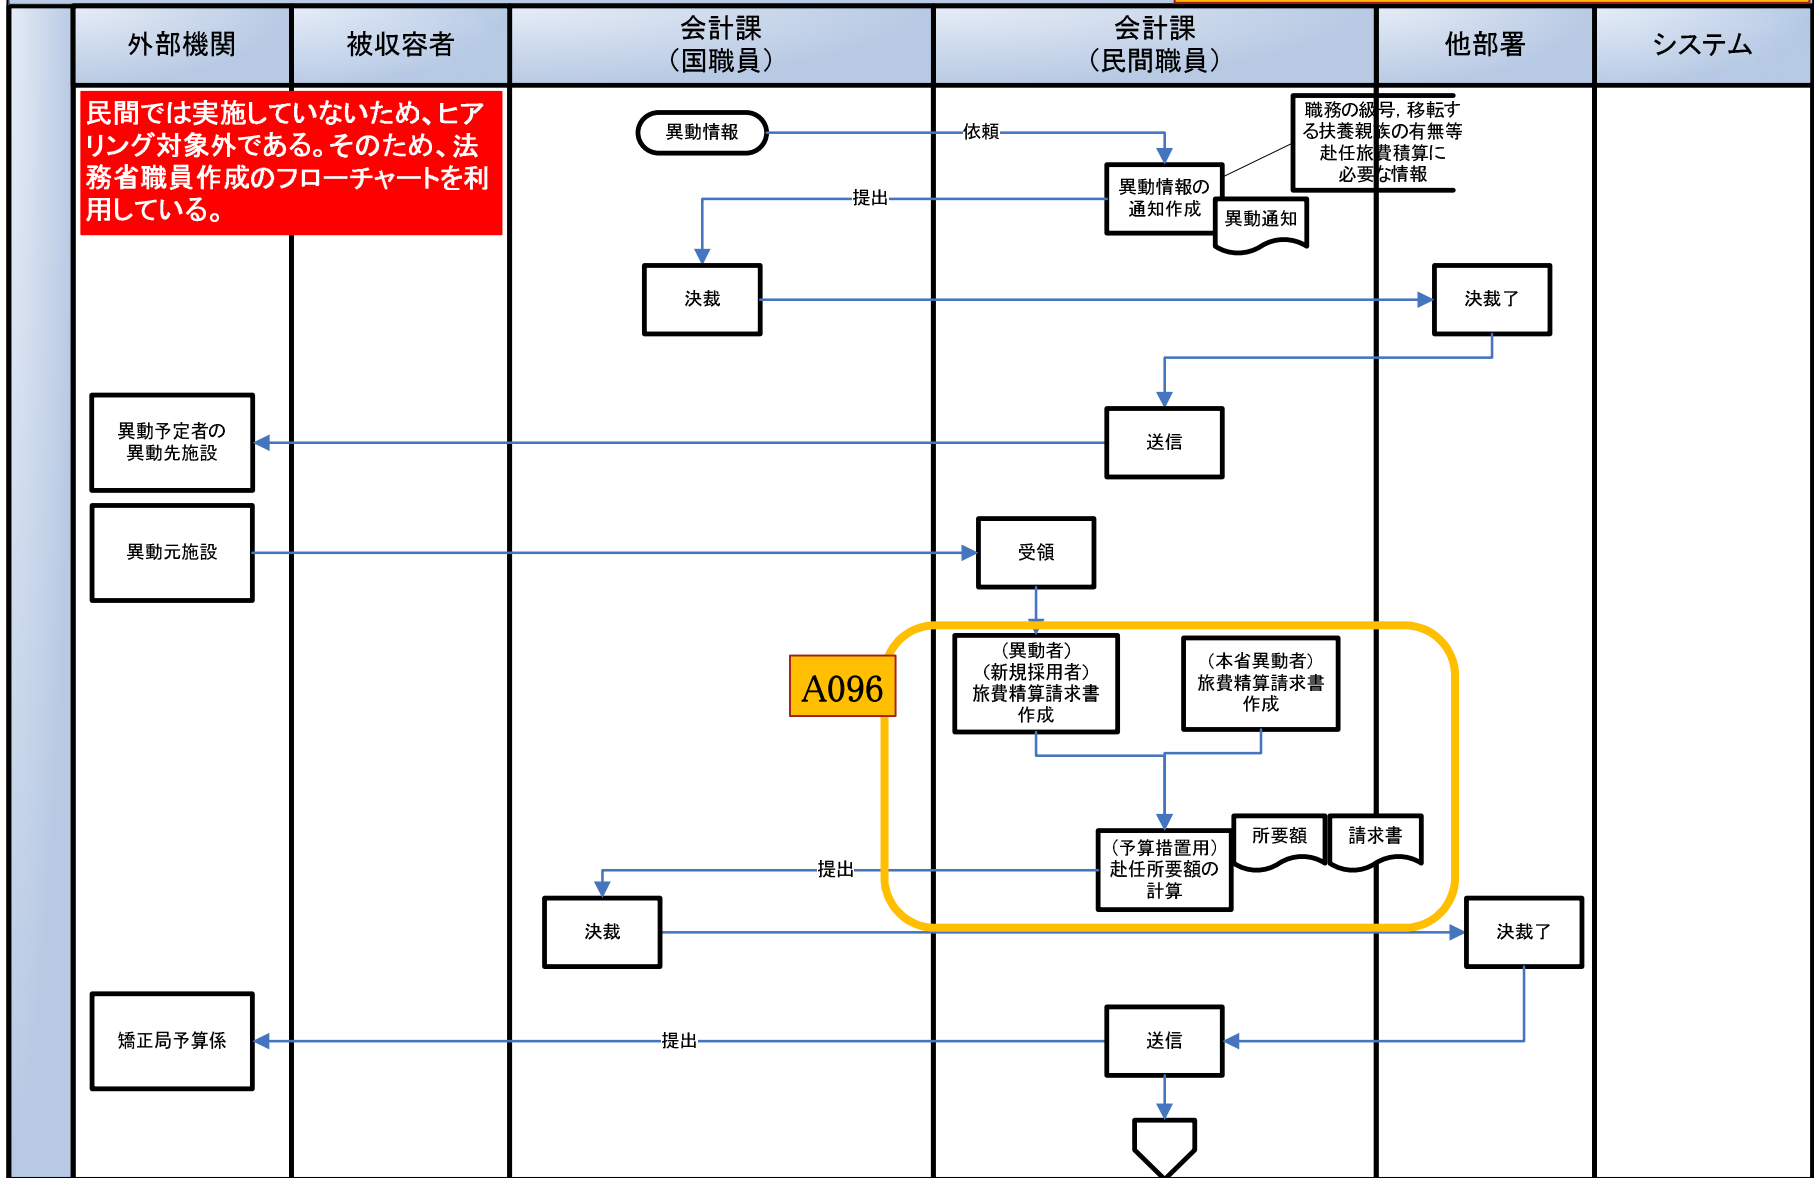 外部機関
被収容者
会計課
（国職員）
会計課
（民間職員）
他部署
システム
民間では実施していないため、ヒア
リング対象外である。そのため、法
務省職員作成のフローチャートを利
用している。
異動情報
依頼
職務の級号，移転す
る扶養親族の有無等
赴任旅費積算に
必要な情報
異動情報の
通知作成
異動通知
提出
決裁
決裁了
異動予定者の
異動先施設
送信
異動元施設
受領
A096
（異動者）
（新規採用者）
旅費精算請求書
作成
（本省異動者）
旅費精算請求書
作成
（予算措置用）
赴任所要額の
計算
所要額
請求書
提出
決裁
決裁了
矯正局予算係
提出
送信